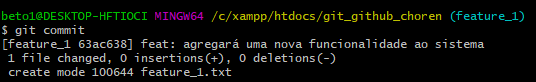 beto1@DESKTOP-HFTIOCI MINGW64 /c/xampp/htdocs/git_github_choren (feature_1)
$ git commit
[feature_1 63ac638] feat: agregará uma nova funcionalidade ao sistema
1 file changed, 0 insertions(+), 0 deletions(-)
create mode 100644 feature_1.txt